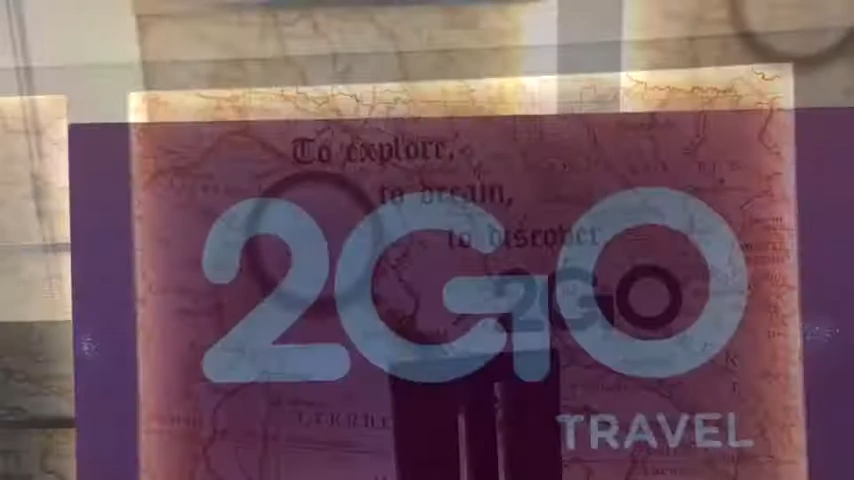 To explore,
to dream,
to discover
2GO
2GO
TRAVEL